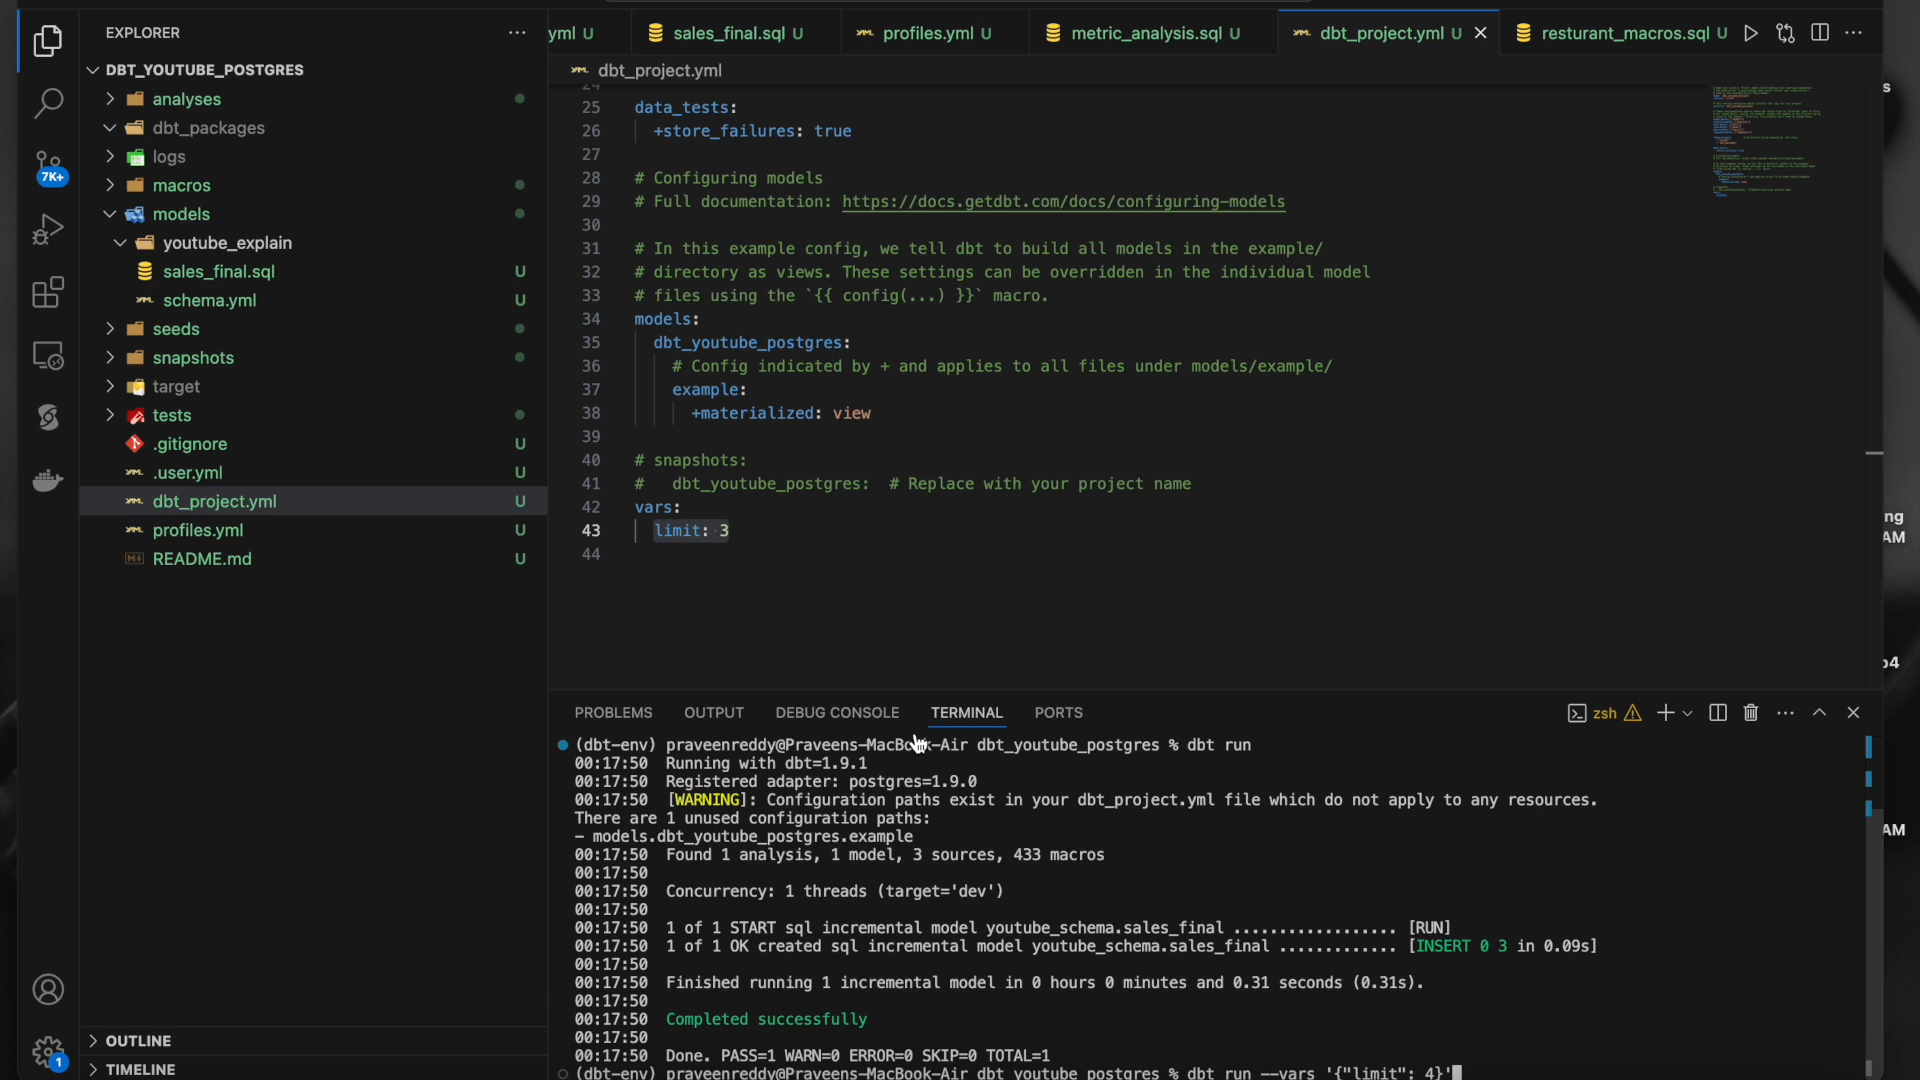 EXPLORER
DBT_YOUTUBE_POSTGRES
analyses
dbt_packages
logs
macros
models
youtube_explain
sales_final.sql U
schema.yml U
seeds
snapshots
target
tests
.gitignore U
.user.yml U
dbt_project.yml U
profiles.yml U
README.md U
OUTLINE
TIMELINE
7K+
1
yml U
sales_final.sql U
profiles.yml U
metric_analysis.sql U
dbt_project.yml U
resturant_macros.sql U
dbt_project.yml
24
25 data_tests:
26 +store_failures: true
27
28 # Configuring models
29 # Full documentation: https://docs.getdbt.com/docs/configuring-models
30
31 # In this example config, we tell dbt to build all models in the example/
32 # directory as views. These settings can be overridden in the individual model
33 # files using the `{{ config(...) }}` macro.
34 models:
35 dbt_youtube_postgres:
36 # Config indicated by + and applies to all files under models/example/
37 example:
38 +materialized: view
39
40 # snapshots:
41 # dbt_youtube_postgres: # Replace with your project name
42 vars:
43 limit: 3
44
PROBLEMS OUTPUT DEBUG CONSOLE TERMINAL PORTS
zsh
(dbt-env) praveenreddy@Praveens-MacBook-Air dbt_youtube_postgres % dbt run
00:17:50 Running with dbt=1.9.1
00:17:50 Registered adapter: postgres=1.9.0
00:17:50 [WARNING]: Configuration paths exist in your dbt_project.yml file which do not apply to any resources.
There are 1 unused configuration paths:
- models.dbt_youtube_postgres.example
00:17:50 Found 1 analysis, 1 model, 3 sources, 433 macros
00:17:50
00:17:50 Concurrency: 1 threads (target='dev')
00:17:50
00:17:50 1 of 1 START sql incremental model youtube_schema.sales_final .................. [RUN]
00:17:50 1 of 1 OK created sql incremental model youtube_schema.sales_final ............. [INSERT 0 3 in 0.09s]
00:17:50
00:17:50 Finished running 1 incremental model in 0 hours 0 minutes and 0.31 seconds (0.31s).
00:17:50
00:17:50 Completed successfully
00:17:50
00:17:50 Done. PASS=1 WARN=0 ERROR=0 SKIP=0 TOTAL=1
(dbt-env) praveenreddy@Praveens-MacBook-Air dbt_youtube_postgres % dbt run --vars '{"limit": 4}'
s
ng
AM
AM